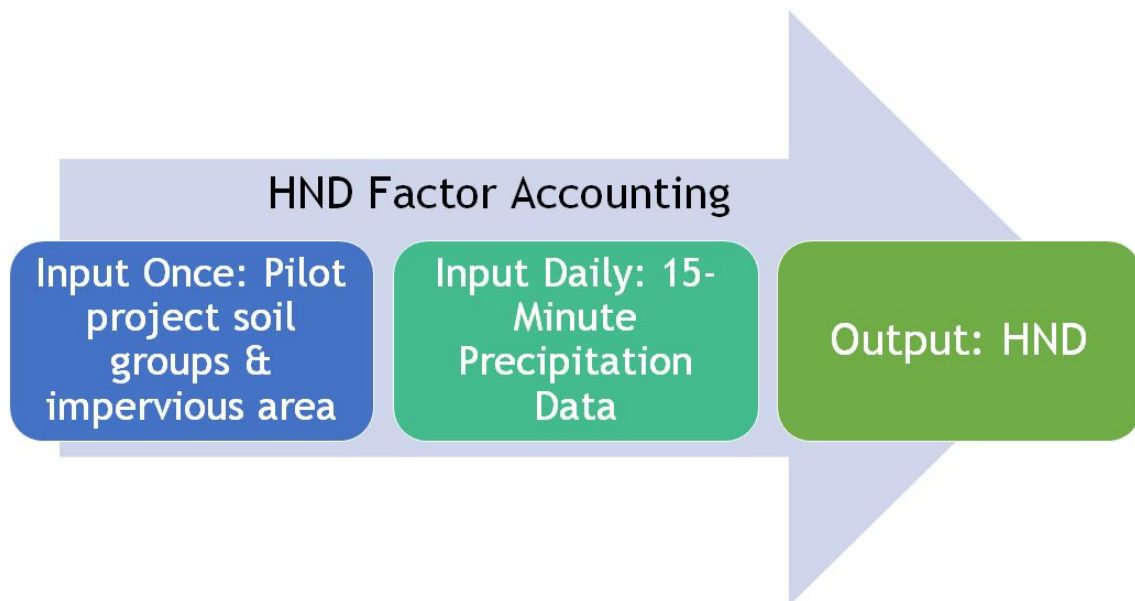 HND Factor Accounting
Input Once: Pilot
project soil
groups &
impervious area
Input Daily: 15-
Minute
Precipitation
Data
Output: HND